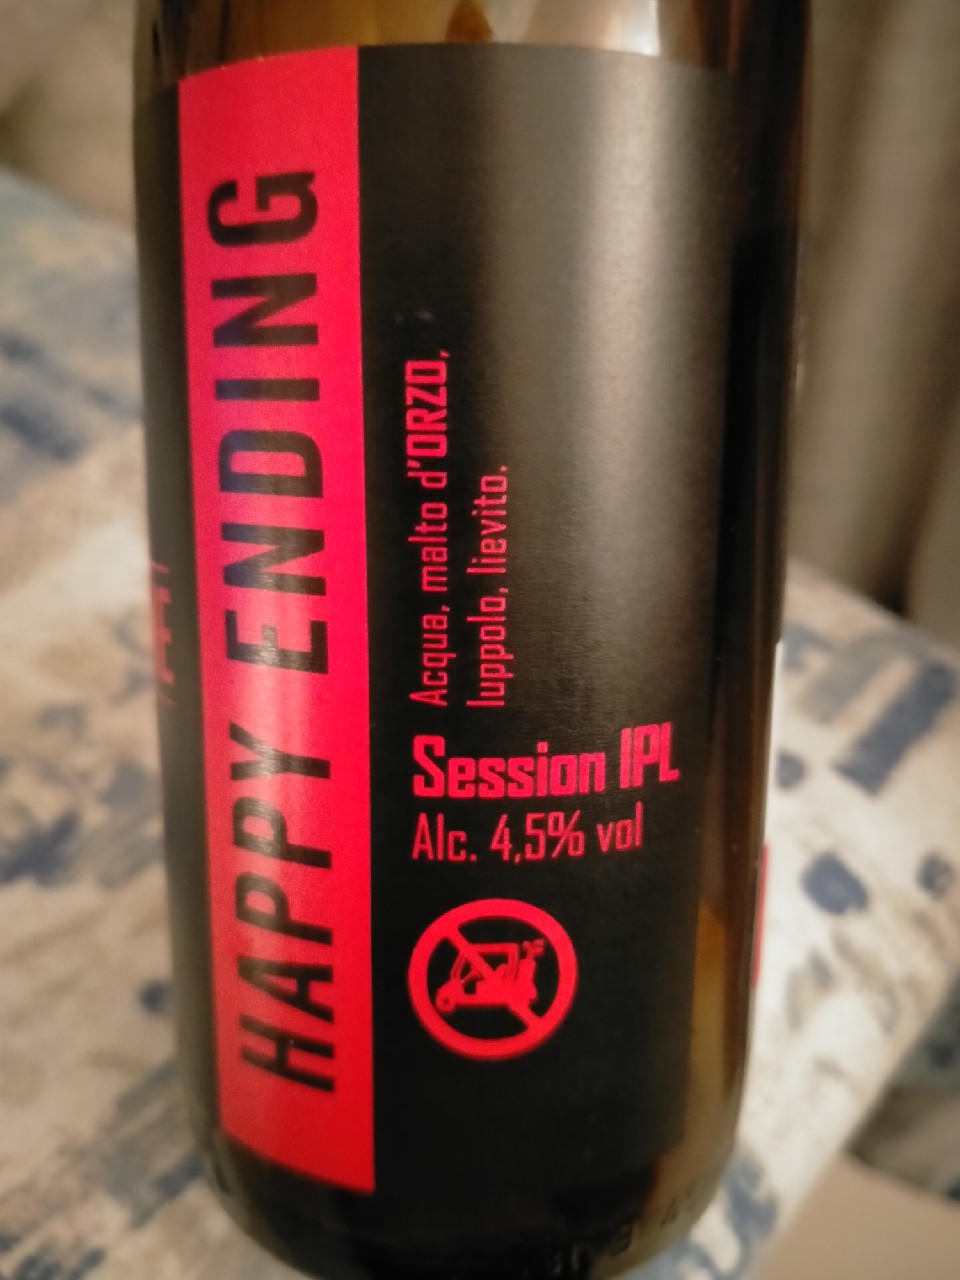 HAPPY ENDING
Acqua, malto d'ORZO,
luppolo, lievito.
Session IPL
Alc. 4,5% vol